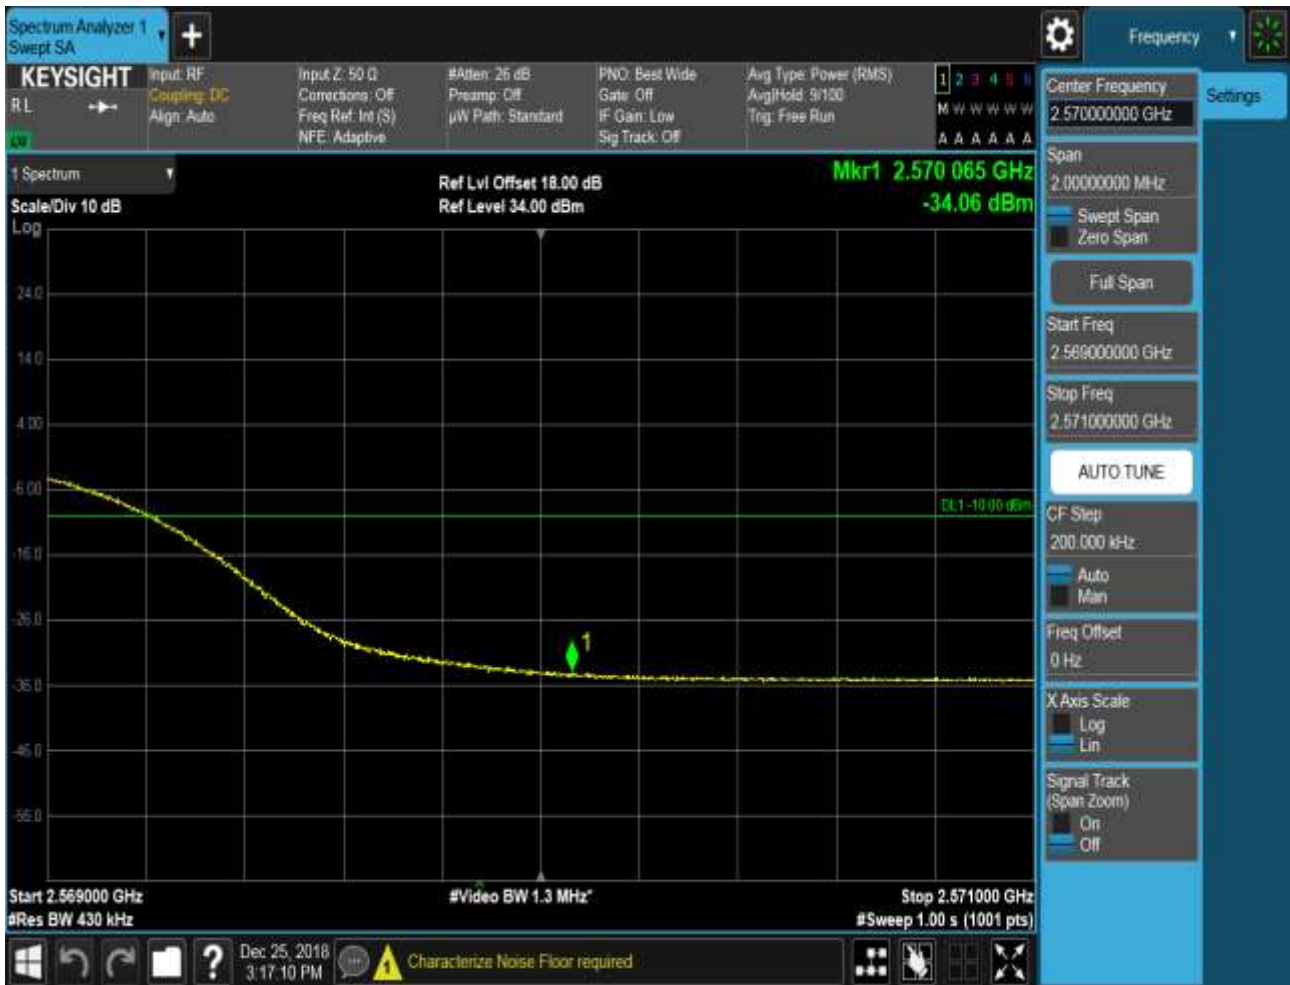 Spectrum Analyzer 1
Swept SA
Frequency
KEYSIGHT
Input: RF
Coupling: DC
Align: Auto
Input Z: 50 Ω
Corrections: Off
Freq Ref: Int (S)
NFE: Adaptive
#Atten: 26 dB
Preamp: Off
µW Path: Standard
PNO: Best Wide
Gate: Off
IF Gain: Low
Sig Track: Off
Avg Type: Power (RMS)
Avg|Hold: 9/100
Trig: Free Run
1 2 3 4 5 6
M W W W W W
A A A A A A
R L
1 Spectrum
Scale/Div 10 dB
Log
Ref Lvl Offset 18.00 dB
Ref Level 34.00 dBm
Mkr1 2.570 065 GHz
-34.06 dBm
24.0
14.0
4.00
-6.00
-16.0
-26.0
-36.0
-46.0
-56.0
DL1 -10.00 dBm
1
Start 2.569000 GHz
#Res BW 430 kHz
#Video BW 1.3 MHz*
Stop 2.571000 GHz
#Sweep 1.00 s (1001 pts)
Center Frequency
2.570000000 GHz
Settings
Span
2.00000000 MHz
Swept Span
Zero Span
Full Span
Start Freq
2.569000000 GHz
Stop Freq
2.571000000 GHz
AUTO TUNE
CF Step
200.000 kHz
Auto
Man
Freq Offset
0 Hz
X Axis Scale
Log
Lin
Signal Track
(Span Zoom)
On
Off
?
Dec 25, 2018
3:17:10 PM
1
Characterize Noise Floor required